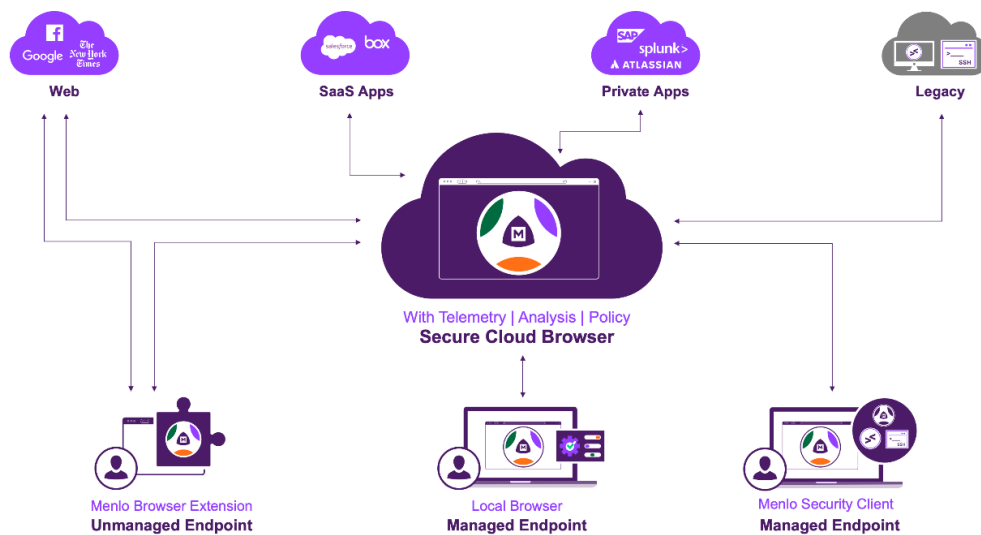 Google
The
New York
Times
Web
salesforce
box
SaaS Apps
SAP
splunk>
ATLASSIAN
Private Apps
>_
SSH
Legacy
M
With Telemetry | Analysis | Policy
Secure Cloud Browser
M
Menlo Browser Extension
Unmanaged Endpoint
M
Local Browser
Managed Endpoint
M
SSH
Menlo Security Client
Managed Endpoint